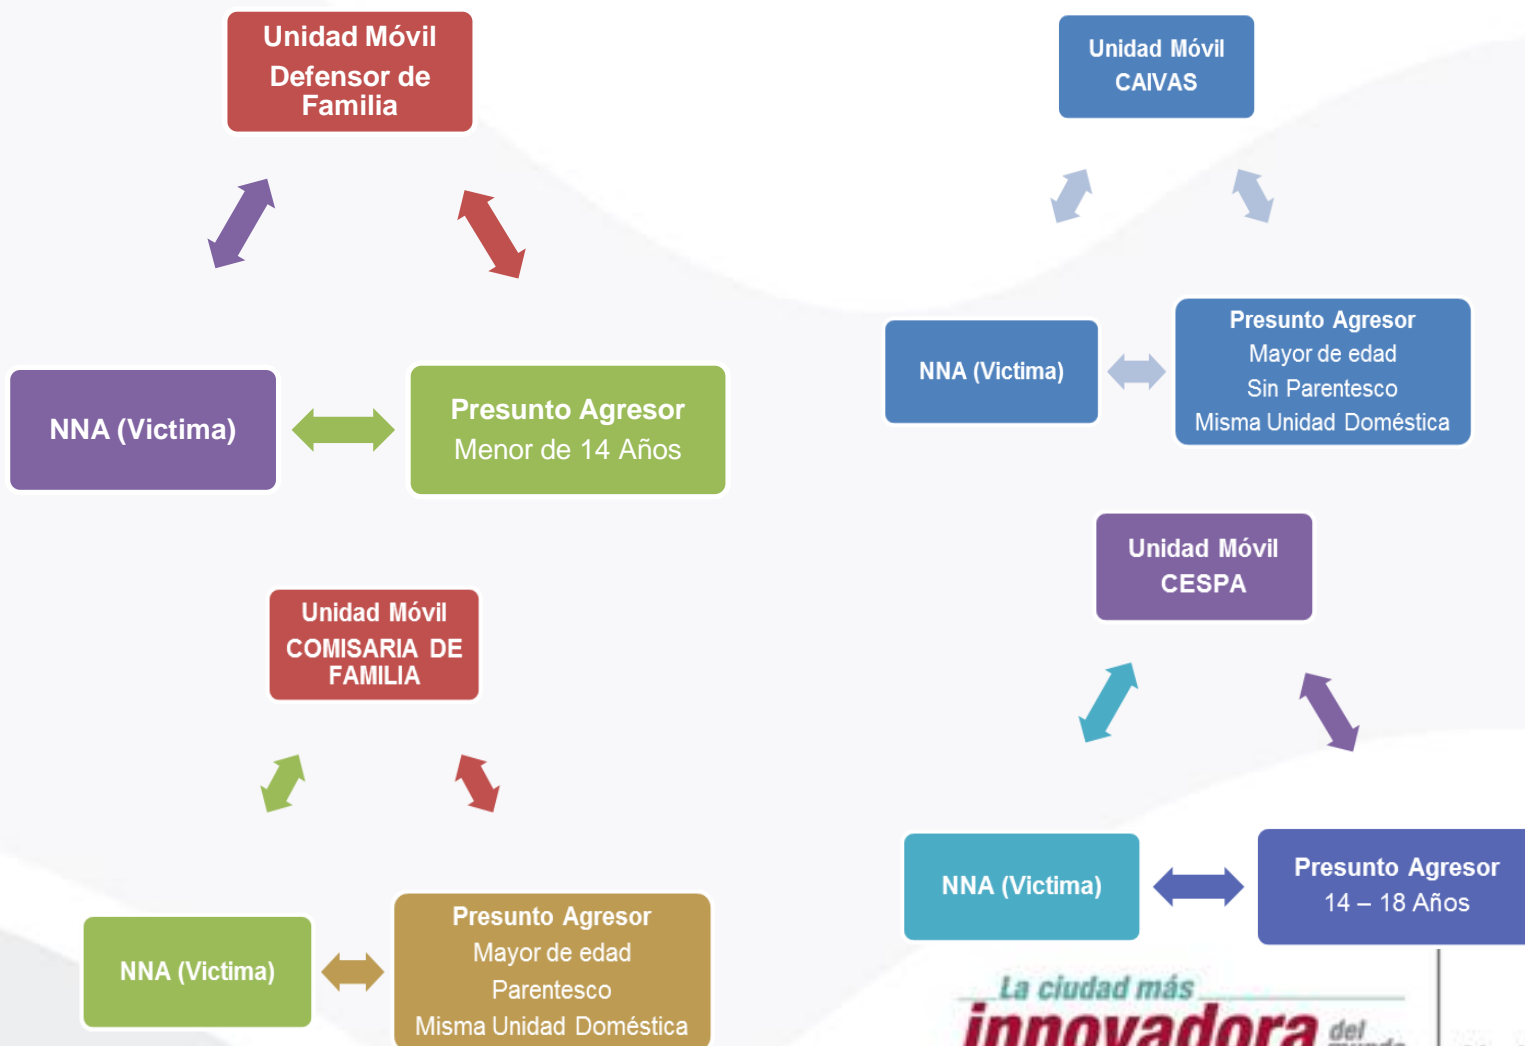 Unidad Móvil
Defensor de
Familia
NNA (Victima)
Presunto Agresor
Menor de 14 Años
Unidad Móvil
CAIVAS
NNA (Victima)
Presunto Agresor
Mayor de edad
Sin Parentesco
Misma Unidad Doméstica
Unidad Móvil
COMISARIA DE
FAMILIA
NNA (Victima)
Presunto Agresor
Mayor de edad
Parentesco
Misma Unidad Doméstica
Unidad Móvil
CESPA
NNA (Victima)
Presunto Agresor
14 – 18 Años
La ciudad más
innovadora del
mundo